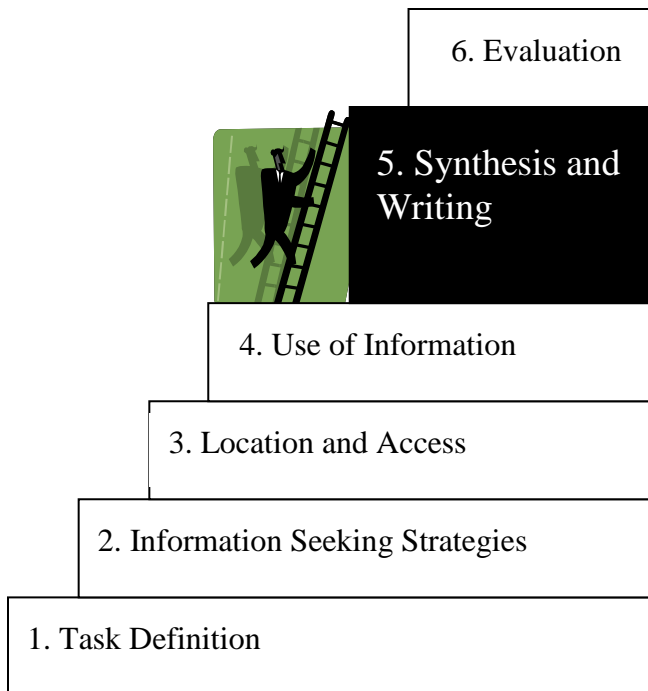 6. Evaluation
5. Synthesis and
Writing
4. Use of Information
3. Location and Access
2. Information Seeking Strategies
1. Task Definition